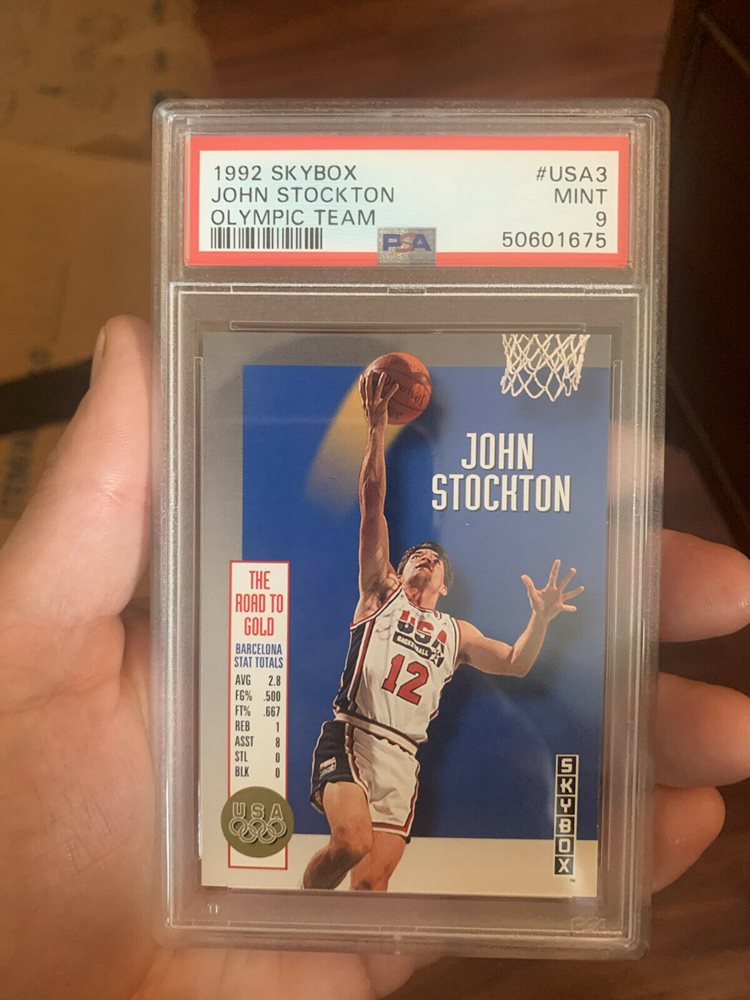 1992 SKYBOX #USA3
JOHN STOCKTON MINT
OLYMPIC TEAM 9
PSA 50601675
JOHN
STOCKTON
THE
ROAD TO
GOLD
BARCELONA
STAT TOTALS
AVG 2.8
FG% .500
FT% .667
REB 1
ASST 8
STL 0
BLK 0
USA
USA
BASKETBALL
12
SKYBOX